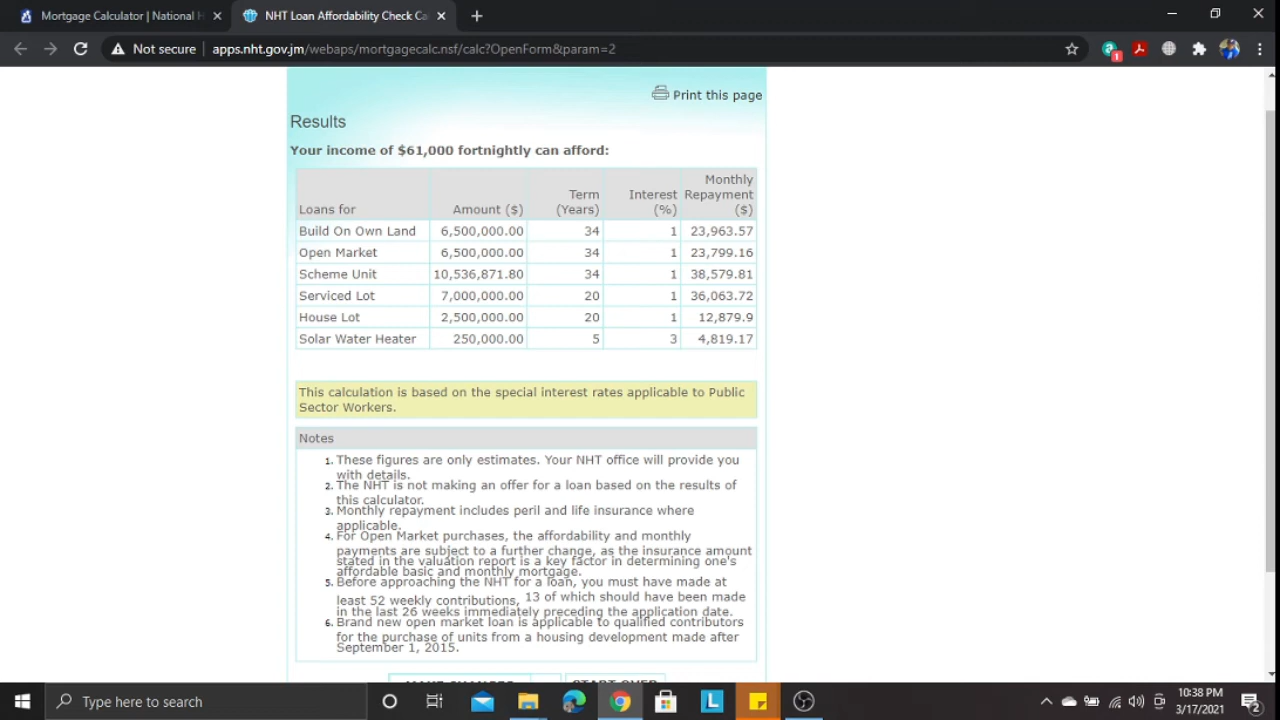 Mortgage Calculator | National H
NHT Loan Affordability Check Ca
Not secure
apps.nht.gov.jm/webaps/mortgagecalc.nsf/calc?OpenForm&param=2
1
Print this page
Results
Your income of $61,000 fortnightly can afford:
Loans for Amount ($) Term (Years) Interest (%) Monthly Repayment ($)
Build On Own Land 6,500,000.00 34 1 23,963.57
Open Market 6,500,000.00 34 1 23,799.16
Scheme Unit 10,536,871.80 34 1 38,579.81
Serviced Lot 7,000,000.00 20 1 36,063.72
House Lot 2,500,000.00 20 1 12,879.9
Solar Water Heater 250,000.00 5 3 4,819.17
This calculation is based on the special interest rates applicable to Public
Sector Workers.
Notes
1. These figures are only estimates. Your NHT office will provide you
with details.
2. The NHT is not making an offer for a loan based on the results of
this calculator.
3. Monthly repayment includes peril and life insurance where
applicable.
4. For Open Market purchases, the affordability and monthly
payments are subject to a further change, as the insurance amount
stated in the valuation report is a key factor in determining one's
affordable basic and monthly mortgage.
5. Before approaching the NHT for a loan, you must have made at
least 52 weekly contributions, 13 of which should have been made
in the last 26 weeks immediately preceding the application date.
6. Brand new open market loan is applicable to qualified contributors
for the purchase of units from a housing development made after
September 1, 2015.
START OVER
Type here to search
L
10:38 PM
3/17/2021
2